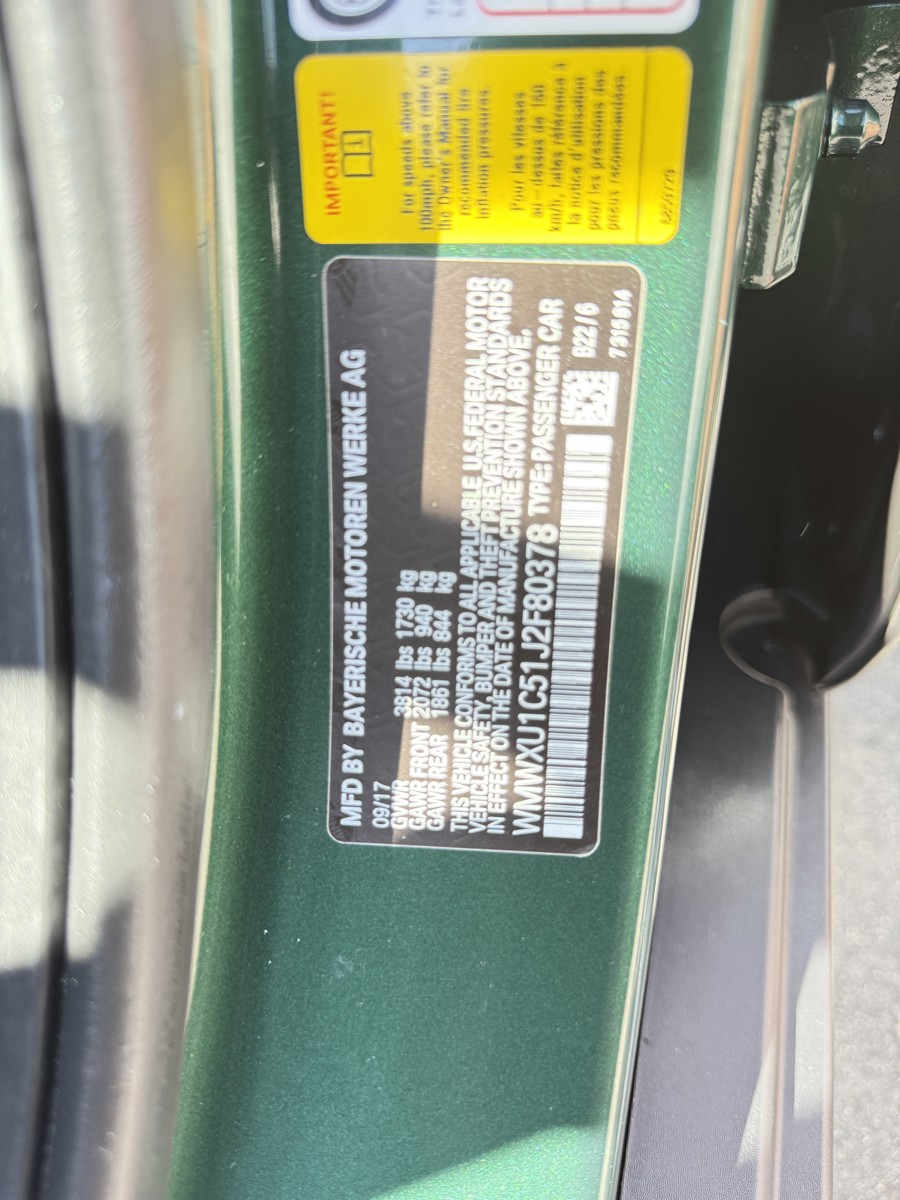 MFD BY BAYERISCHE MOTOREN WERKE AG
09/17
GVWR 3814 lbs 1730 kg
GAWR FRONT 2072 lbs 940 kg
GAWR REAR 1861 lbs 844 kg
THIS VEHICLE CONFORMS TO ALL APPLICABLE U.S. FEDERAL MOTOR
VEHICLE SAFETY, BUMPER AND THEFT PREVENTION STANDARDS
IN EFFECT ON THE DATE OF MANUFACTURE SHOWN ABOVE.
WMWXU1C51J2F80378 TYPE: PASSENGER CAR
B22/6
7315814
IMPORTANT!
For speeds above
100mph, please refer to
the Owner's Manual for
recommended tire
inflation pressures.
Pour les vitesses
au-dessus de 160
km/h, faites référence à
la notice d'utilisation
pour les pressions des
pneus recommandées.